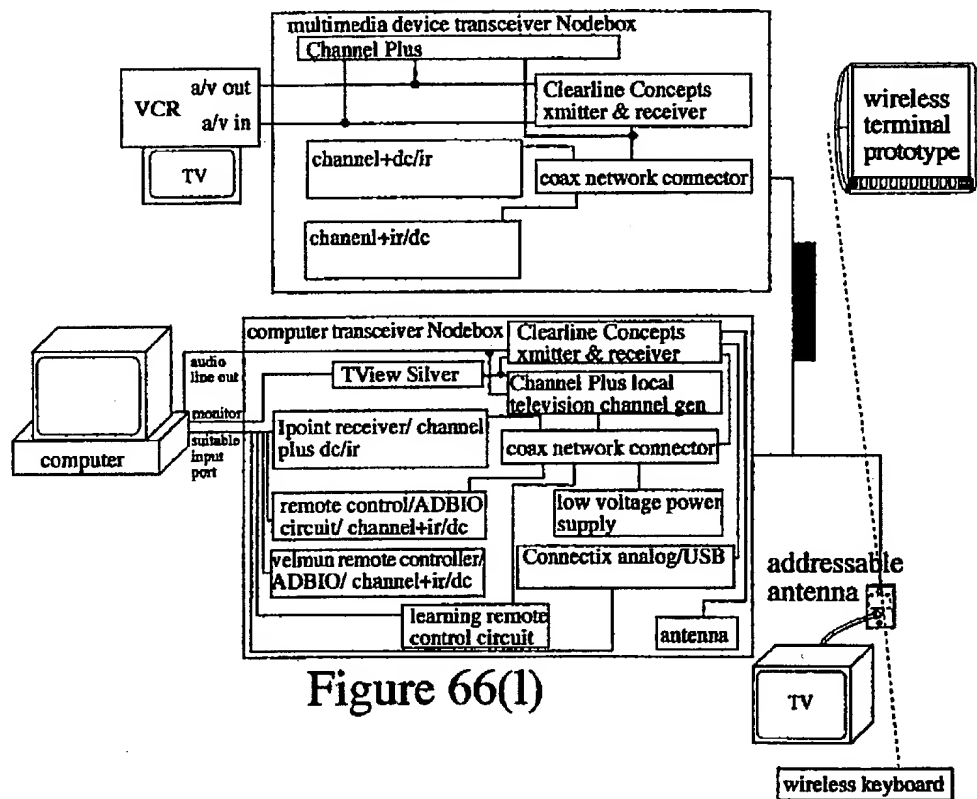 multimedia device transceiver Nodebox
Channel Plus
a/v out
VCR
a/v in
TV
Clearline Concepts
xmitter & receiver
channel+dc/ir
coax network connector
chanenl+ir/dc
wireless
terminal
prototype
computer transceiver Nodebox
Clearline Concepts
xmitter & receiver
audio
line out
TView Silver
Channel Plus local
television channel gen
monitor
suitable
input
port
computer
1point receiver/ channel
plus dc/ir
coax network connector
remote control/ADBIO
circuit/ channel+ir/dc
low voltage power
supply
velmun remote controller/
ADBIO/ channel+ir/dc
Connectix analog/USB
learning remote
control circuit
antenna
addressable
antenna
TV
wireless keyboard
Figure 66(1)